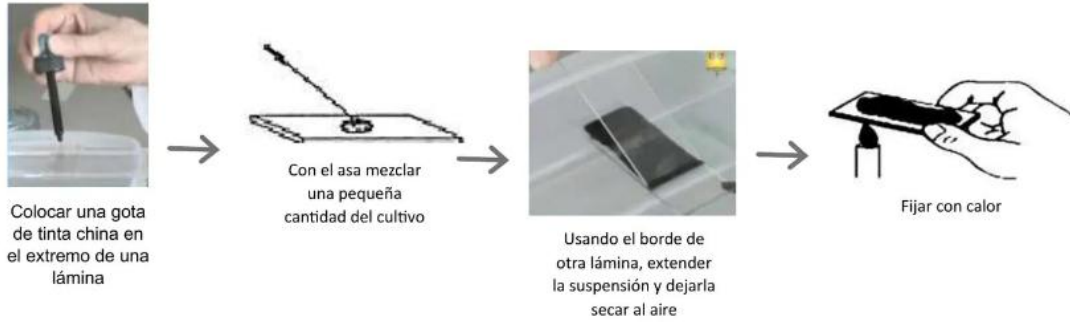 Colocar una gota
de tinta china en
el extremo de una
lámina
Con el asa mezclar
una pequeña
cantidad del cultivo
Usando el borde de
otra lámina, extender
la suspensión y dejarla
secar al aire
Fijar con calor